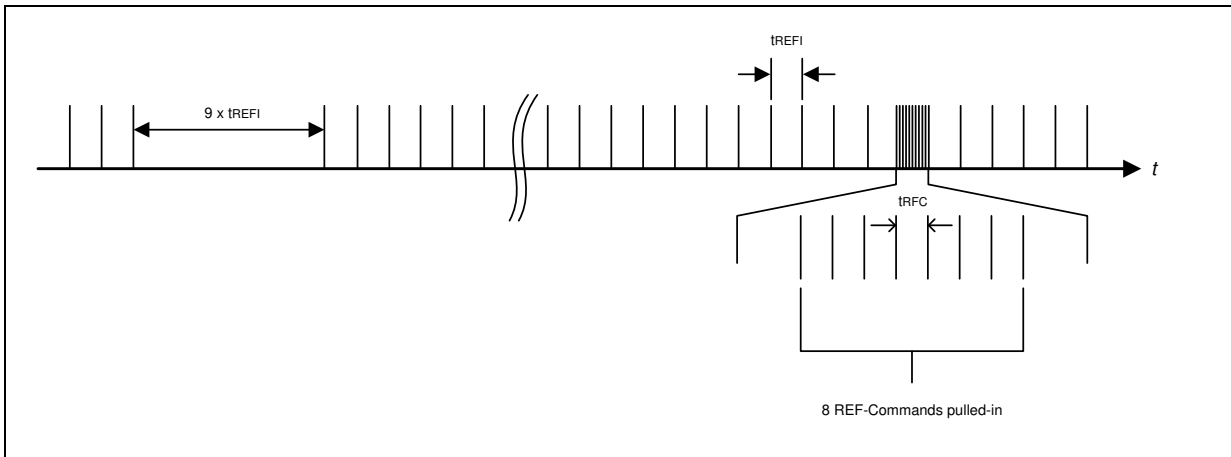 tREFI
9 x tREFI
t
tRFC
8 REF-Commands pulled-in